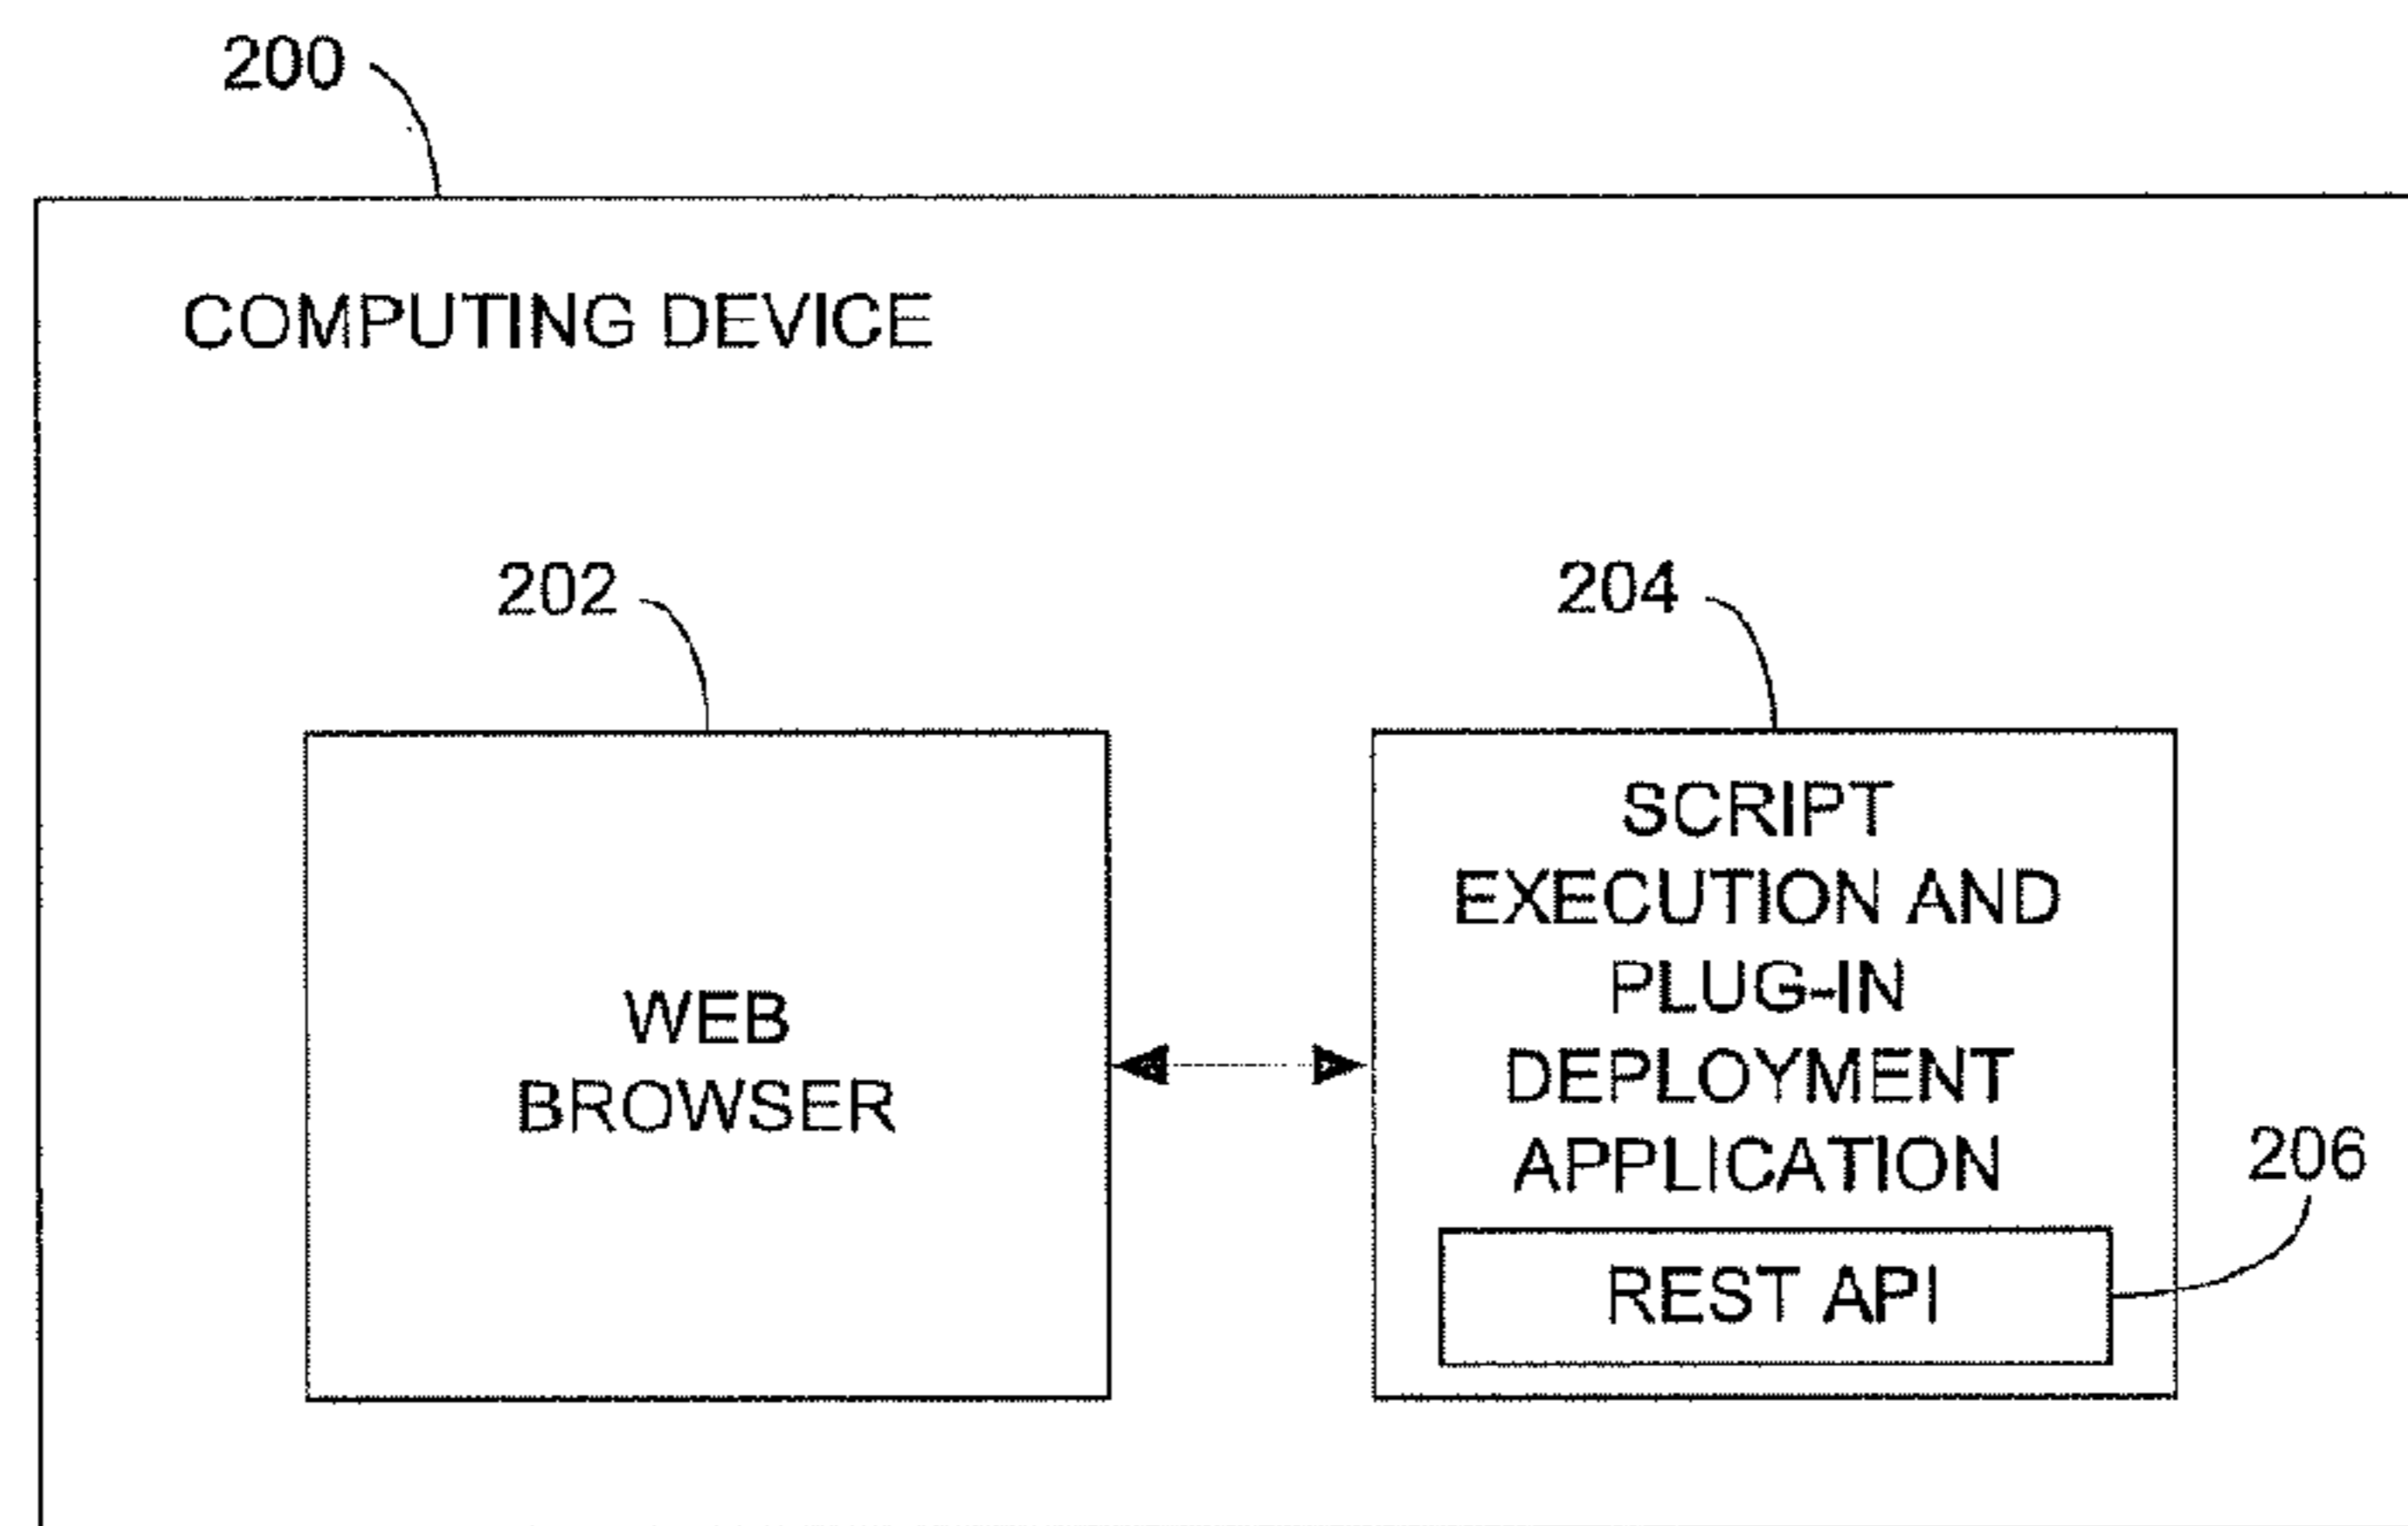 200
COMPUTING DEVICE
202
204
WEB
BROWSER
SCRIPT
EXECUTION AND
PLUG-IN
DEPLOYMENT
APPLICATION
206
REST API